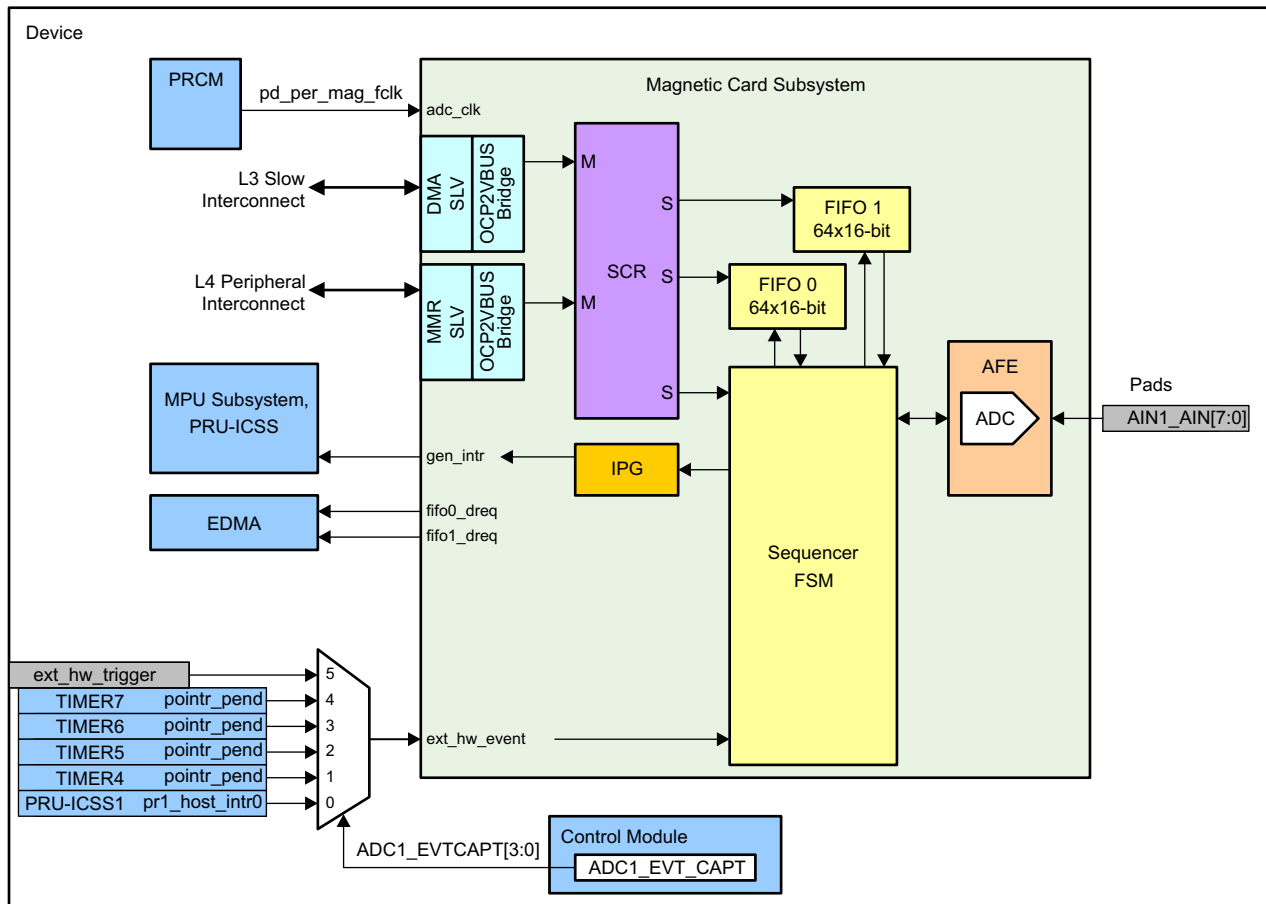 Device
PRCM
pd_per_mag_fclk
Magnetic Card Subsystem
adc_clk
L3 Slow
Interconnect
DMA
SLV
OCP2VBUS
Bridge
M
S
FIFO 1
64x16-bit
L4 Peripheral
Interconnect
MMR
SLV
OCP2VBUS
Bridge
M
SCR
S
FIFO 0
64x16-bit
S
AFE
ADC
Pads
AIN1_AIN[7:0]
MPU Subsystem,
PRU-ICSS
gen_intr
IPG
EDMA
fifo0_dreq
fifo1_dreq
Sequencer
FSM
ext_hw_trigger
5
TIMER7 pointr_pend
4
TIMER6 pointr_pend
3
TIMER5 pointr_pend
2
TIMER4 pointr_pend
1
PRU-ICSS1 pr1_host_intr0
0
ext_hw_event
ADC1_EVTCAPT[3:0]
Control Module
ADC1_EVT_CAPT